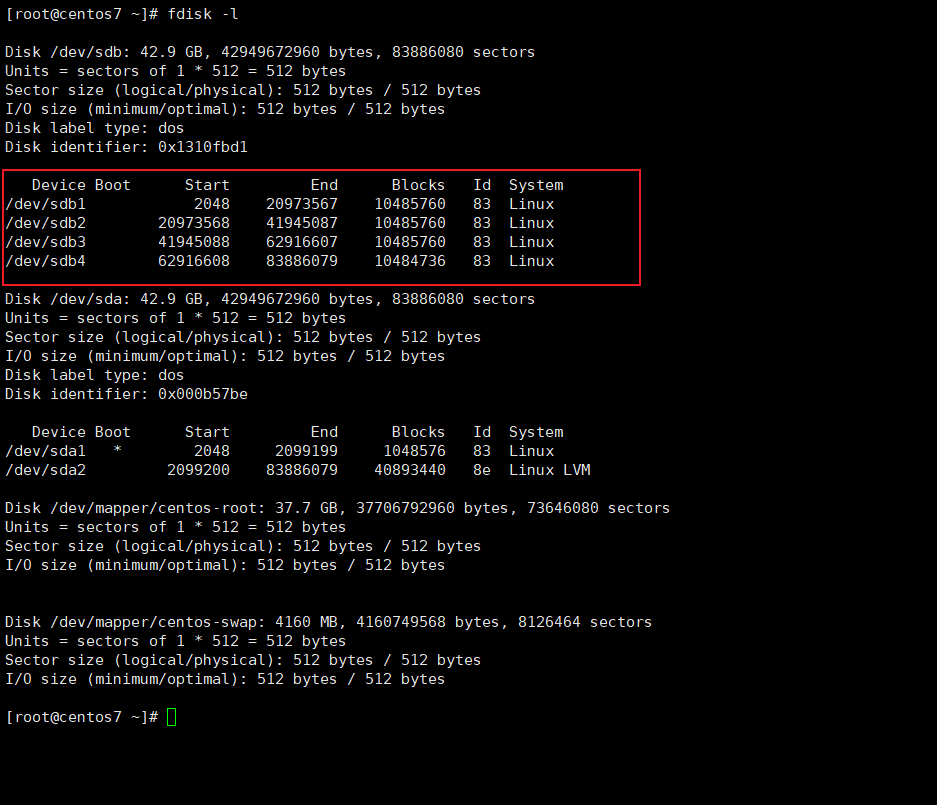 [root@centos7 ~]# fdisk -l
Disk /dev/sdb: 42.9 GB, 42949672960 bytes, 83886080 sectors
Units = sectors of 1 * 512 = 512 bytes
Sector size (logical/physical): 512 bytes / 512 bytes
I/O size (minimum/optimal): 512 bytes / 512 bytes
Disk label type: dos
Disk identifier: 0x1310fbd1
   Device Boot      Start         End      Blocks   Id  System
/dev/sdb1            2048    20973567    10485760   83  Linux
/dev/sdb2        20973568    41945087    10485760   83  Linux
/dev/sdb3        41945088    62916607    10485760   83  Linux
/dev/sdb4        62916608    83886079    10484736   83  Linux
Disk /dev/sda: 42.9 GB, 42949672960 bytes, 83886080 sectors
Units = sectors of 1 * 512 = 512 bytes
Sector size (logical/physical): 512 bytes / 512 bytes
I/O size (minimum/optimal): 512 bytes / 512 bytes
Disk label type: dos
Disk identifier: 0x000b57be
   Device Boot      Start         End      Blocks   Id  System
/dev/sda1   *        2048     2099199     1048576   83  Linux
/dev/sda2         2099200    83886079    40893440   8e  Linux LVM
Disk /dev/mapper/centos-root: 37.7 GB, 37706792960 bytes, 73646080 sectors
Units = sectors of 1 * 512 = 512 bytes
Sector size (logical/physical): 512 bytes / 512 bytes
I/O size (minimum/optimal): 512 bytes / 512 bytes
Disk /dev/mapper/centos-swap: 4160 MB, 4160749568 bytes, 8126464 sectors
Units = sectors of 1 * 512 = 512 bytes
Sector size (logical/physical): 512 bytes / 512 bytes
I/O size (minimum/optimal): 512 bytes / 512 bytes
[root@centos7 ~]#